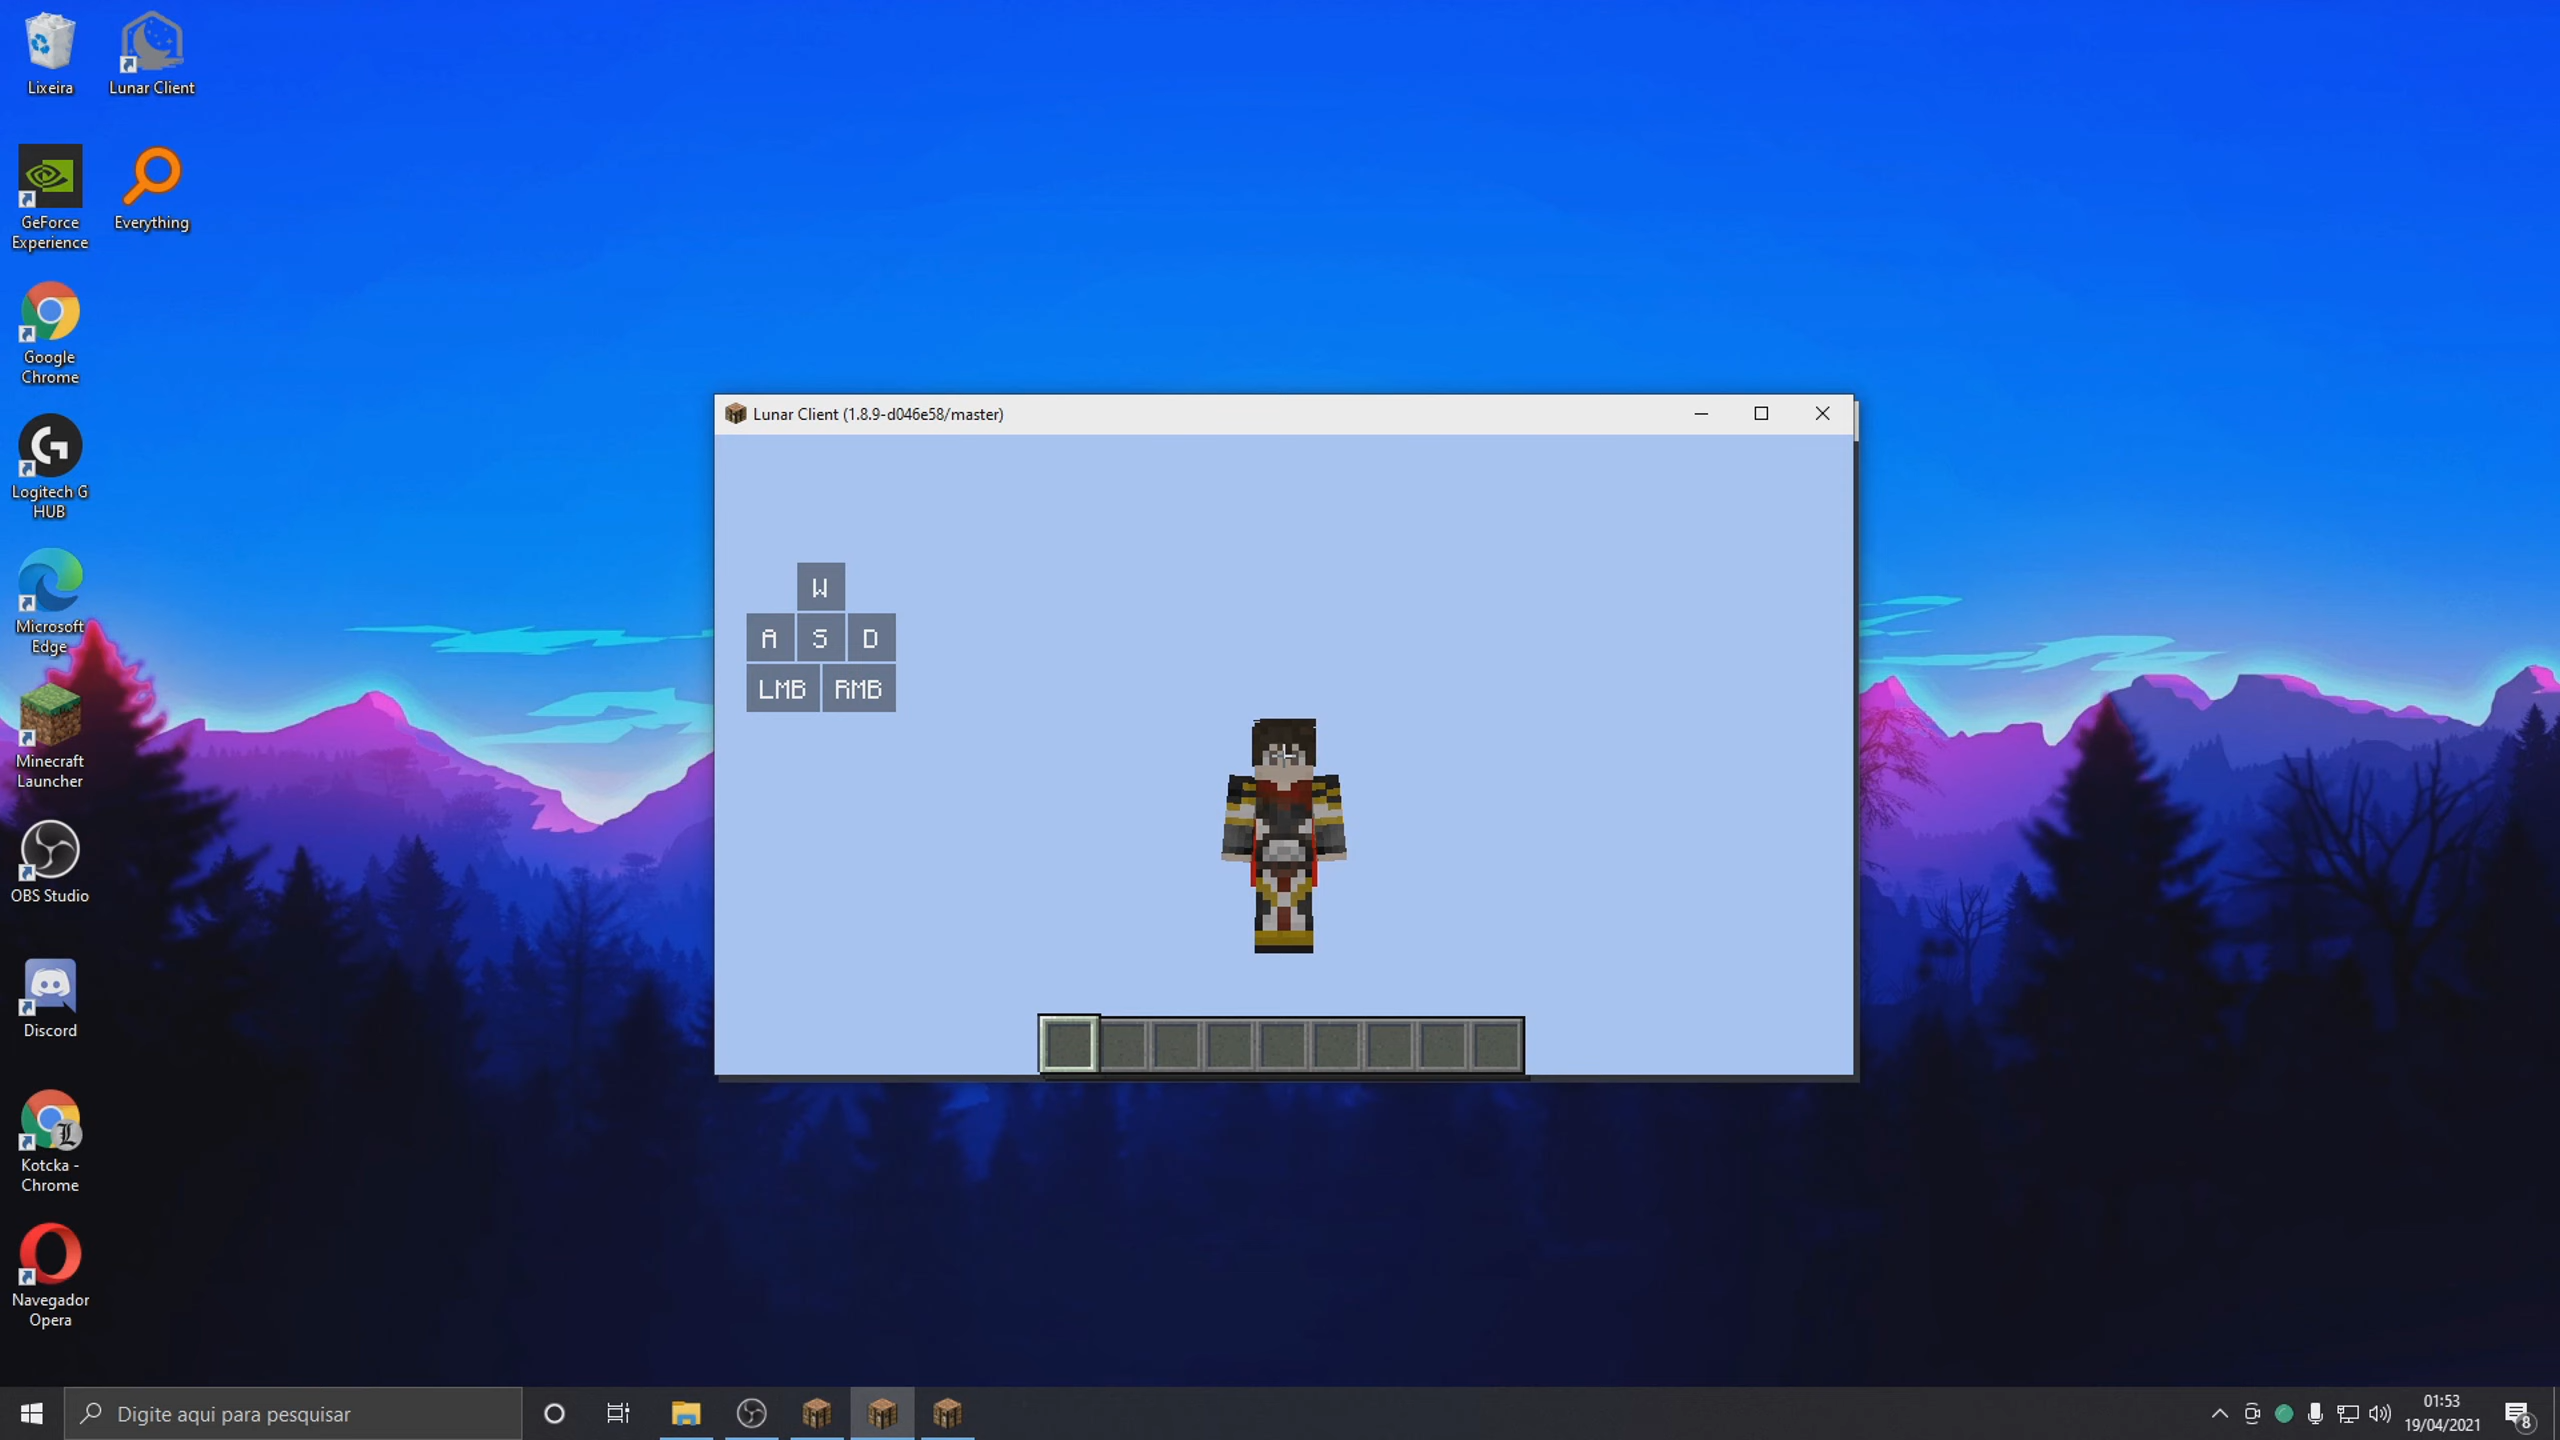 Lixeira
Lunar Client
GeForce
Experience
Everything
Google
Chrome
Logitech G
HUB
Microsoft
Edge
Minecraft
Launcher
OBS Studio
Discord
Kotcka -
Chrome
Navegador
Opera
Lunar Client (1.8.9-d046e58/master)
W
A S D
LMB RMB
Digite aqui para pesquisar
01:53
19/04/2021
8